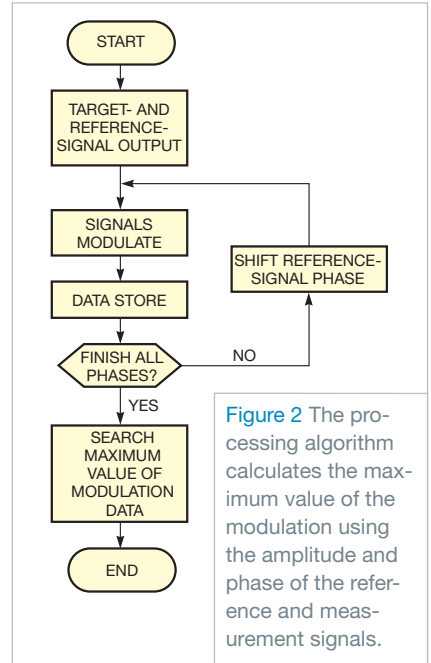 START
TARGET- AND
REFERENCE-
SIGNAL OUTPUT
SIGNALS
MODULATE
SHIFT REFERENCE-
SIGNAL PHASE
DATA STORE
FINISH ALL
PHASES?
NO
YES
SEARCH
MAXIMUM
VALUE OF
MODULATION
DATA
END
Figure 2 The pro-
cessing algorithm
calculates the max-
imum value of the
modulation using
the amplitude and
phase of the refer-
ence and meas-
urement signals.